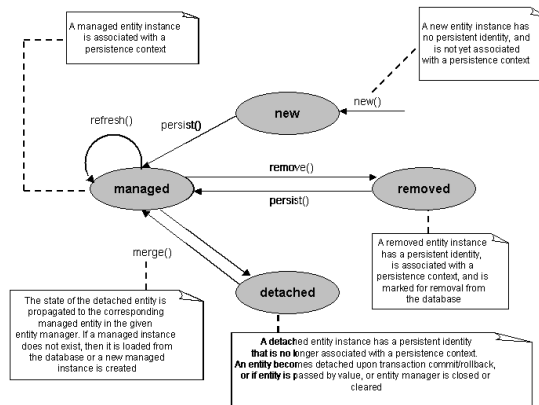 A managed entity instance
is associated with a
persistence context
A new entity instance has
no persistent identity, and
is not yet associated
with a persistence context
new()
new
persist()
refresh()
managed
remove()
persist()
removed
merge()
detached
A removed entity instance
has a persistent identity,
is associated with a
persistence context, and is
marked for removal from
the database
The state of the detached entity is
propagated to the corresponding
managed entity in the given
entity manager. If a managed instance
does not exist, then it is loaded from
the database or a new managed
instance is created
A detached entity instance has a persistent identity
that is no longer associated with a persistence context.
An entity becomes detached upon transaction commit/rollback,
or if entity is passed by value, or entity manager is closed or
cleared